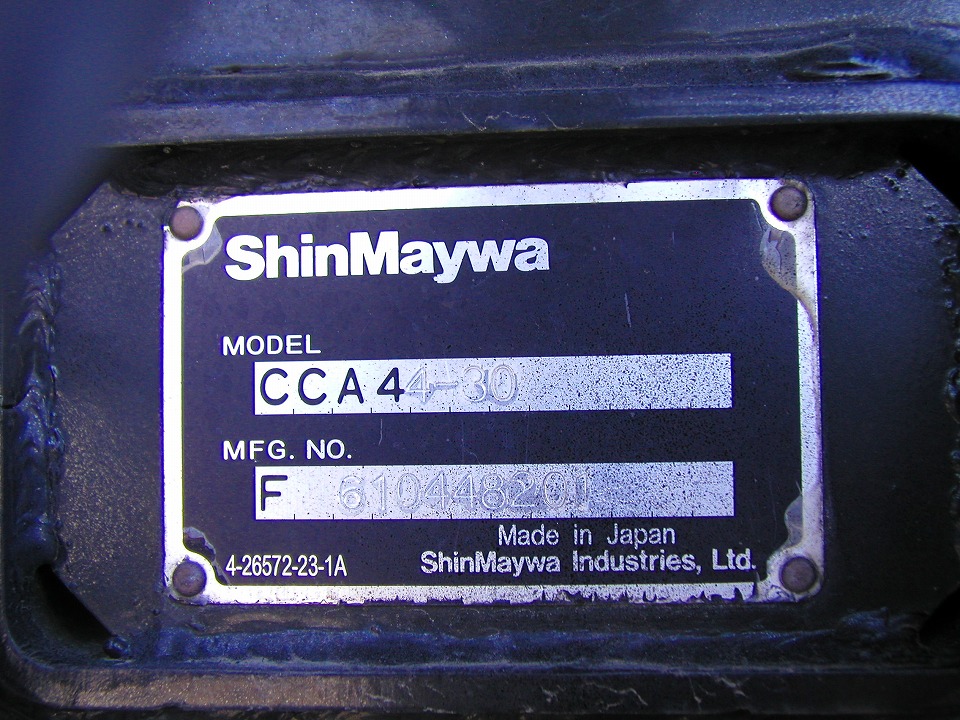 ShinMaywa
MODEL
CCA44-30
MFG. NO.
F 610448201
Made in Japan
4-26572-23-1A
ShinMaywa Industries, Ltd.